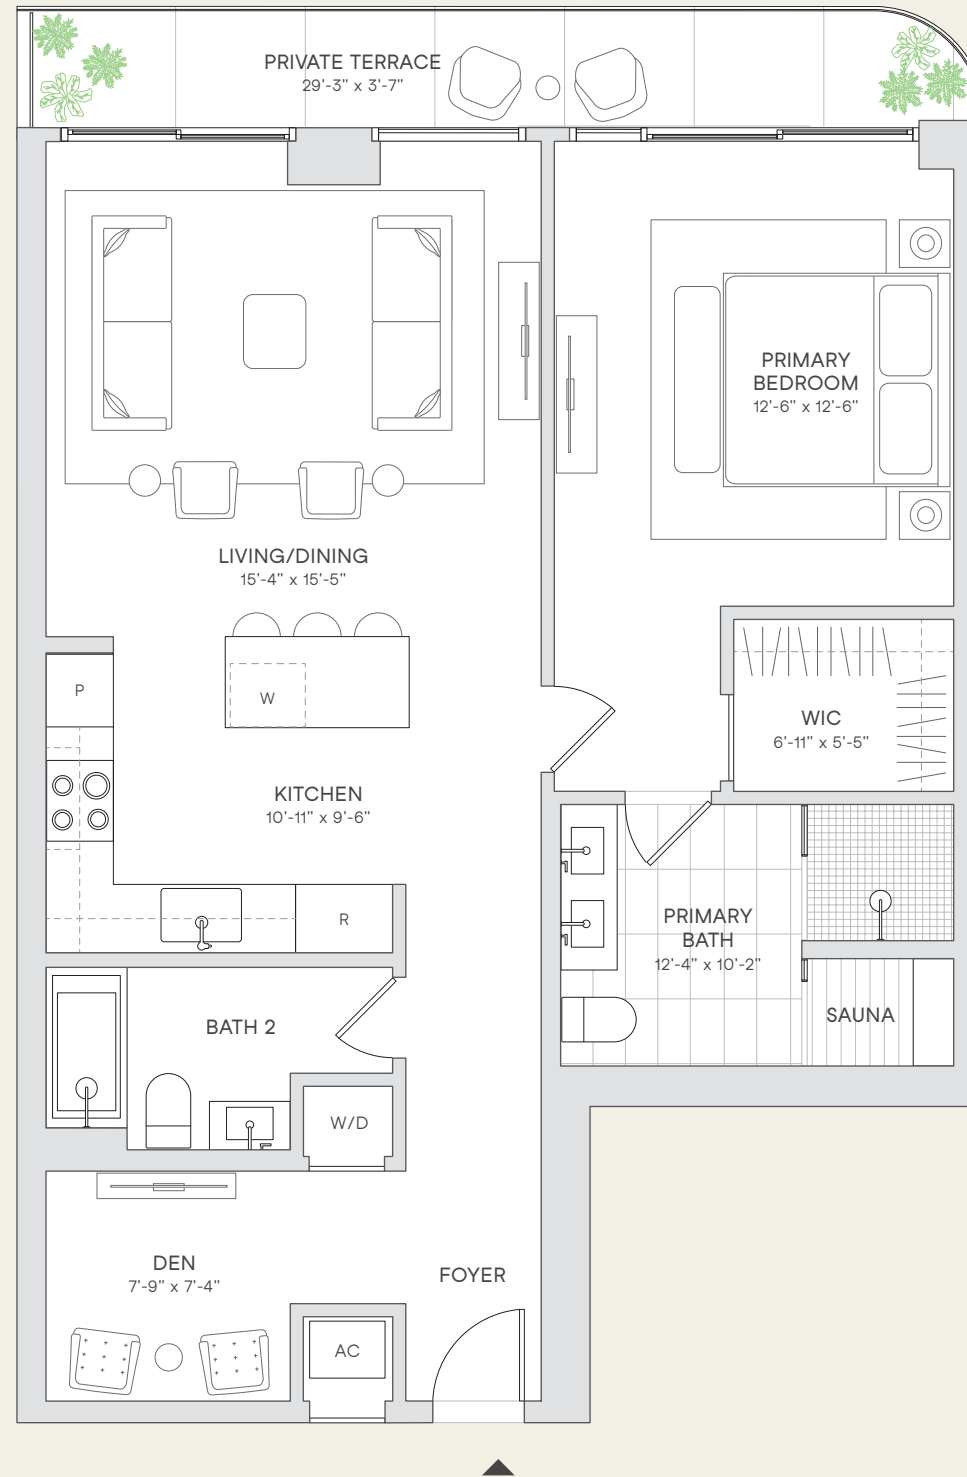 PRIVATE TERRACE
29'-3" x 3'-7"
PRIMARY
BEDROOM
12'-6" x 12'-6"
LIVING/DINING
15'-4" x 15'-5"
P
W
WIC
6'-11" x 5'-5"
KITCHEN
10'-11" x 9'-6"
R
PRIMARY
BATH
12'-4" x 10'-2"
SAUNA
BATH 2
W/D
DEN
7'-9" x 7'-4"
FOYER
AC